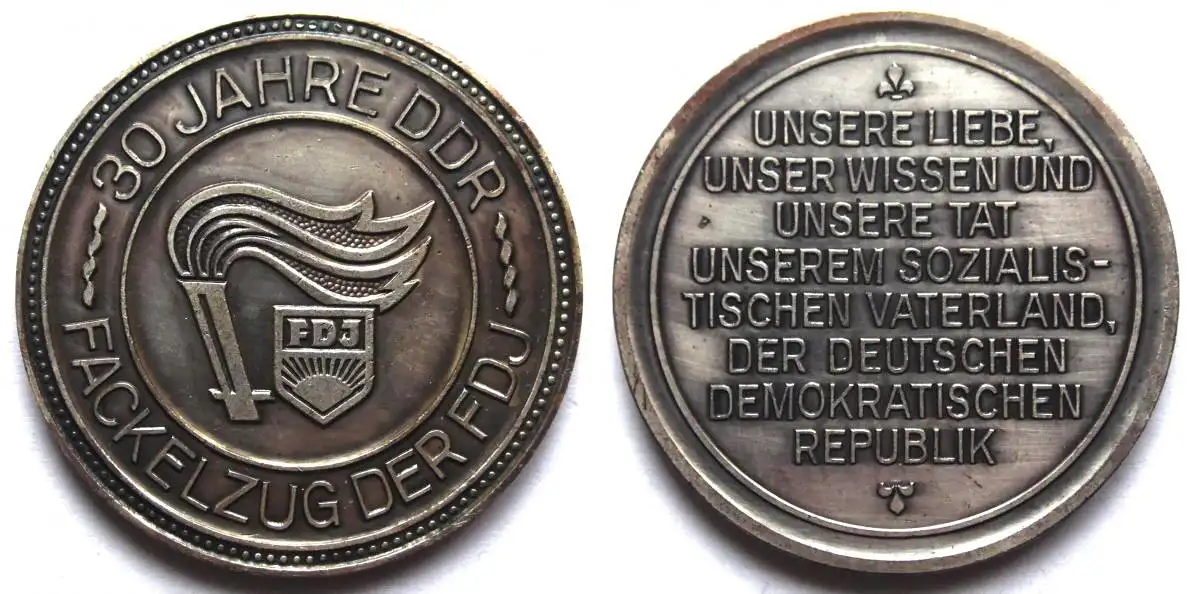 30 JAHRE DDR
FACKELZUG DER FDJ
FDJ
UNSERE LIEBE,
UNSER WISSEN UND
UNSERE TAT
UNSEREM SOZIALIS-
TISCHEN VATERLAND,
DER DEUTSCHEN
DEMOKRATISCHEN
REPUBLIK